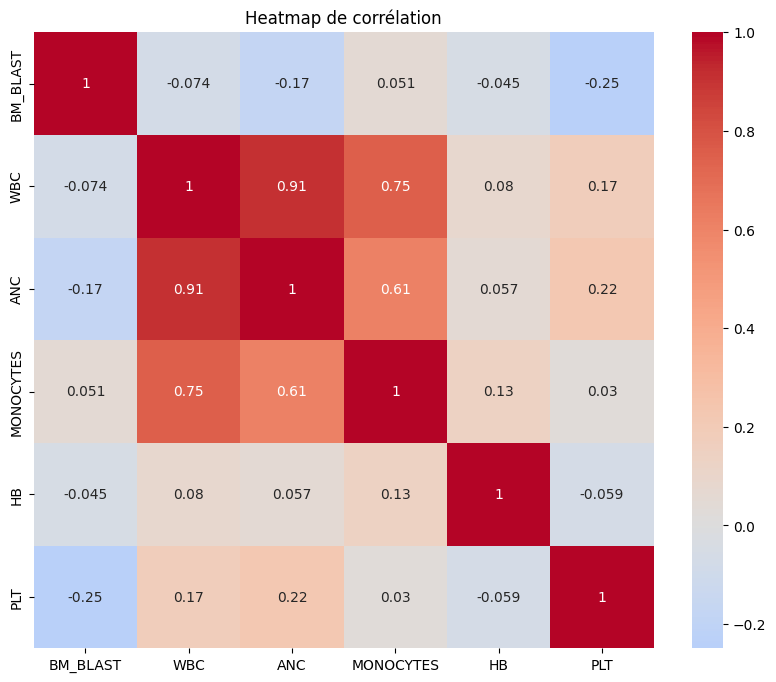 Heatmap de corrélation
BM_BLAST 1 -0.074 -0.17 0.051 -0.045 -0.25
WBC -0.074 1 0.91 0.75 0.08 0.17
ANC -0.17 0.91 1 0.61 0.057 0.22
MONOCYTES 0.051 0.75 0.61 1 0.13 0.03
HB -0.045 0.08 0.057 0.13 1 -0.059
PLT -0.25 0.17 0.22 0.03 -0.059 1
BM_BLAST WBC ANC MONOCYTES HB PLT
1.0
0.8
0.6
0.4
0.2
0.0
−0.2